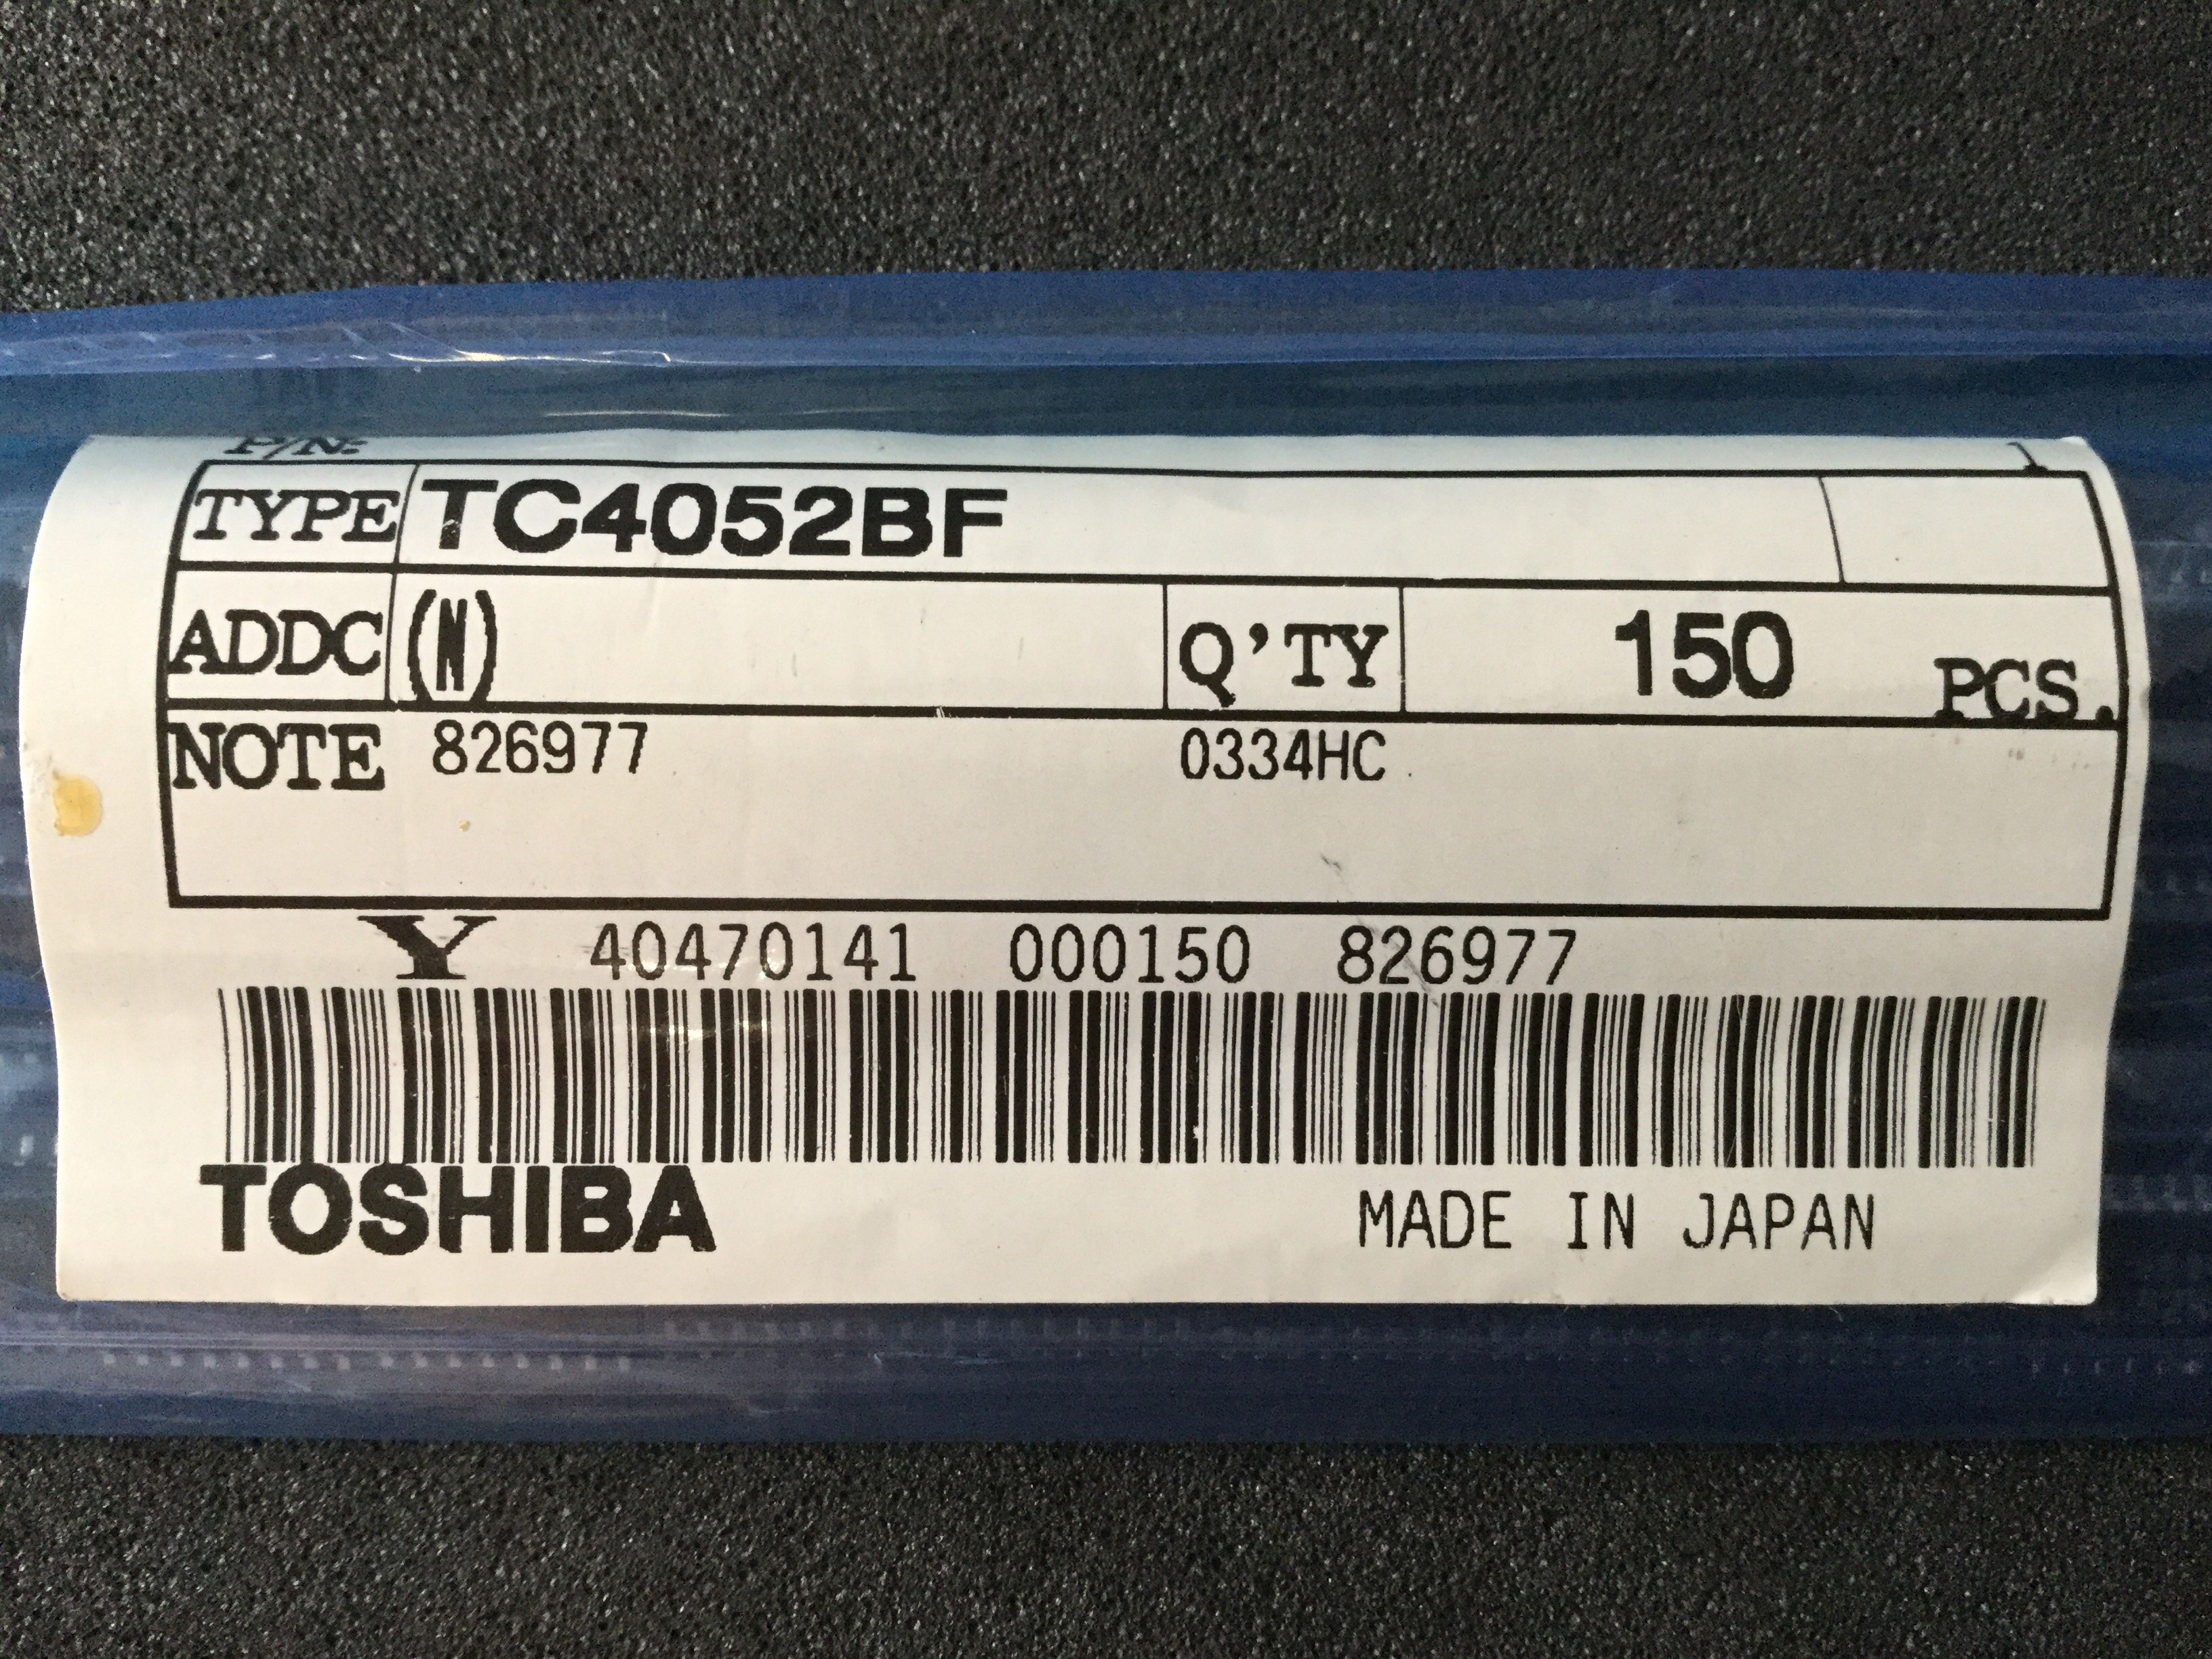 P/N:
TYPE TC4052BF
ADDC (N) Q'TY 150 PCS.
NOTE 826977 0334HC
Y 40470141 000150 826977
TOSHIBA MADE IN JAPAN